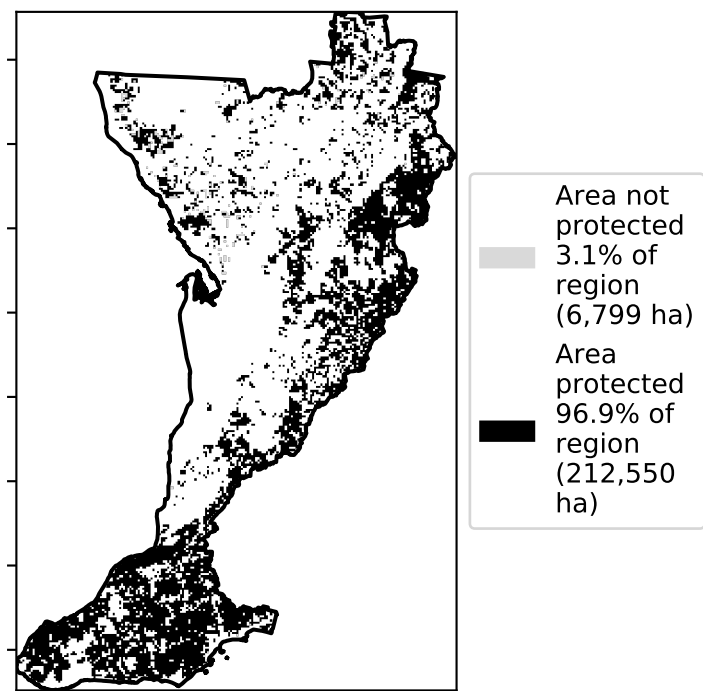 Area not
protected
3.1% of
region
(6,799 ha)
Area
protected
96.9% of
region
(212,550
ha)